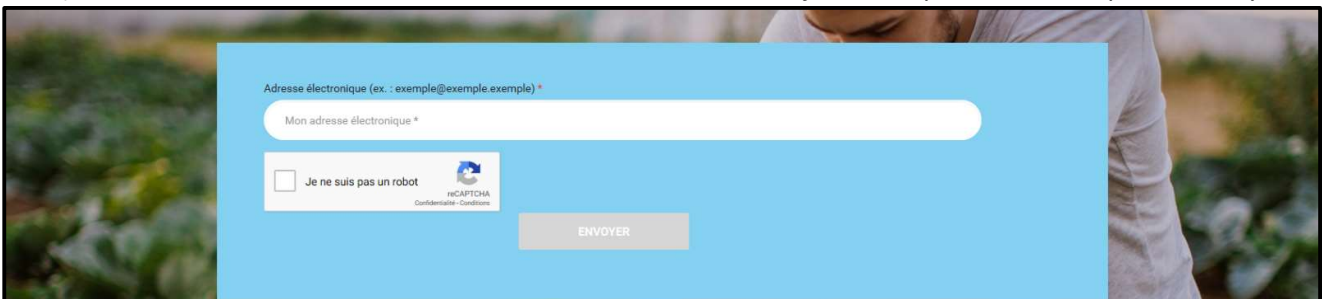 Adresse électronique (ex. : exemple@exemple.exemple) *
Mon adresse électronique *
Je ne suis pas un robot
reCAPTCHA
Confidentialité - Conditions
ENVOYER